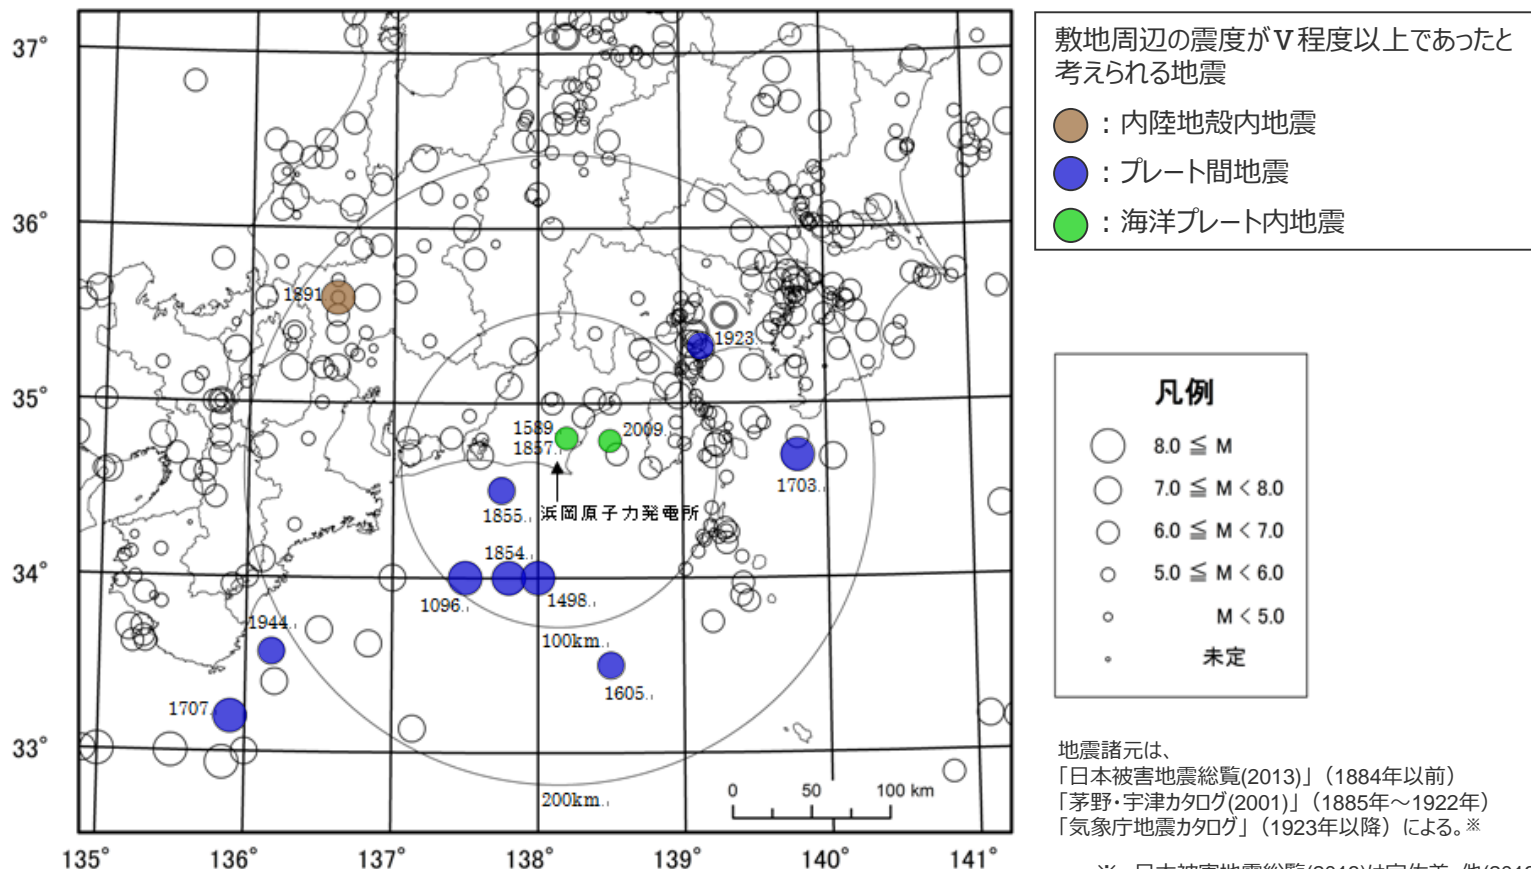 37°
36°
35°
34°
33°
135°
136°
137°
138°
139°
140°
141°
1891
1923
1589
1857
2009
1703
1855
浜岡原子力発電所
1854
1096
1498
1944
100km
1605
1707
200km
0 50 100 km
敷地周辺の震度がⅤ程度以上であったと
考えられる地震
：内陸地殻内地震
：プレート間地震
：海洋プレート内地震
凡例
8.0 ≦ M
7.0 ≦ M < 8.0
6.0 ≦ M < 7.0
5.0 ≦ M < 6.0
M < 5.0
未定
地震諸元は、
「日本被害地震総覧(2013)」（1884年以前）
「茅野・宇津カタログ(2001)」（1885年～1922年）
「気象庁地震カタログ」（1923年以降）による。※